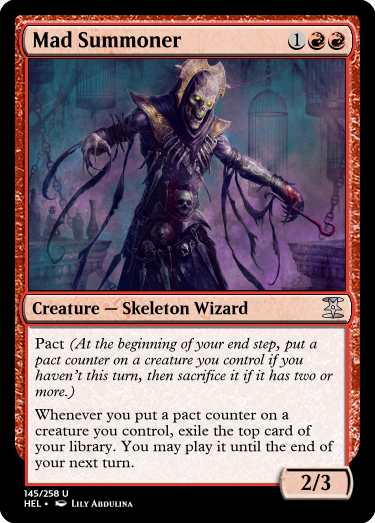 Mad Summoner 1
Creature — Skeleton Wizard
Pact (At the beginning of your end step, put a
pact counter on a creature you control if you
haven't this turn, then sacrifice it if it has two or
more.)
Whenever you put a pact counter on a
creature you control, exile the top card of
your library. You may play it until the end of
your next turn.
2/3
145/258 U
HEL • Lily Abdulina